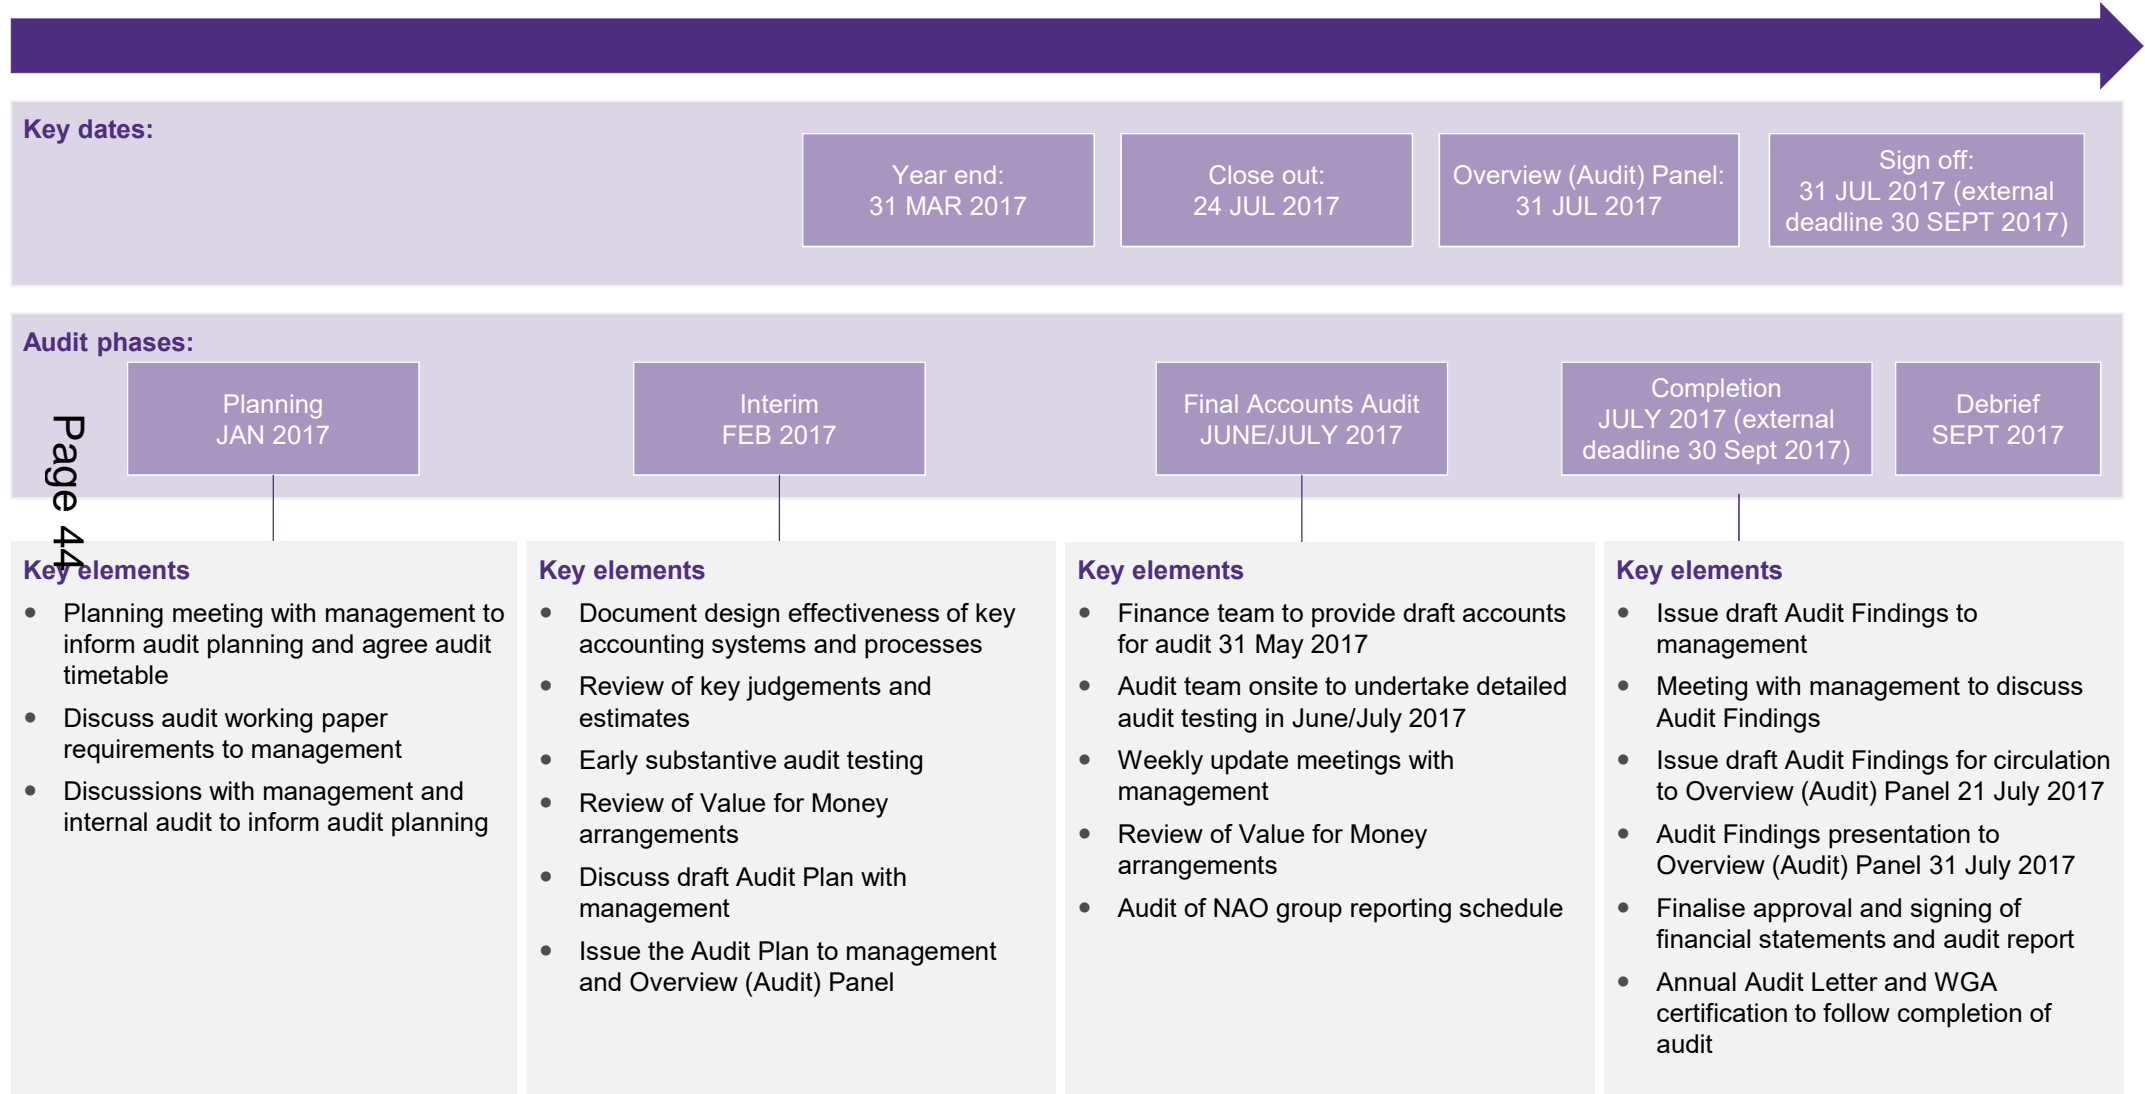 Key dates:
Year end:
31 MAR 2017
Close out:
24 JUL 2017
Overview (Audit) Panel:
31 JUL 2017
Sign off:
31 JUL 2017 (external
deadline 30 SEPT 2017)
Audit phases:
Planning
JAN 2017
Interim
FEB 2017
Final Accounts Audit
JUNE/JULY 2017
Completion
JULY 2017 (external
deadline 30 Sept 2017)
Debrief
SEPT 2017
Page 44
Key elements
• Planning meeting with management to
inform audit planning and agree audit
timetable
• Discuss audit working paper
requirements to management
• Discussions with management and
internal audit to inform audit planning
Key elements
• Document design effectiveness of key
accounting systems and processes
• Review of key judgements and
estimates
• Early substantive audit testing
• Review of Value for Money
arrangements
• Discuss draft Audit Plan with
management
• Issue the Audit Plan to management
and Overview (Audit) Panel
Key elements
• Finance team to provide draft accounts
for audit 31 May 2017
• Audit team onsite to undertake detailed
audit testing in June/July 2017
• Weekly update meetings with
management
• Review of Value for Money
arrangements
• Audit of NAO group reporting schedule
Key elements
• Issue draft Audit Findings to
management
• Meeting with management to discuss
Audit Findings
• Issue draft Audit Findings for circulation
to Overview (Audit) Panel 21 July 2017
• Audit Findings presentation to
Overview (Audit) Panel 31 July 2017
• Finalise approval and signing of
financial statements and audit report
• Annual Audit Letter and WGA
certification to follow completion of
audit